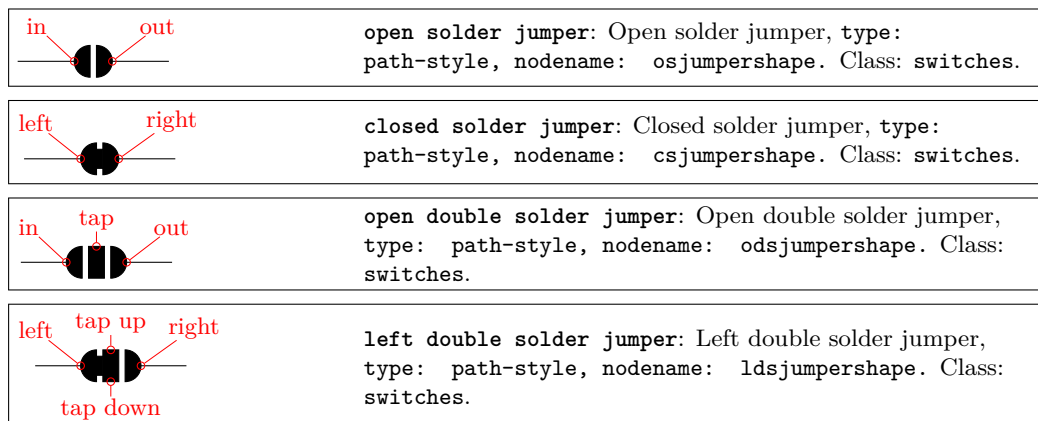 in out
open solder jumper: Open solder jumper, type:
path-style, nodename: osjumpershape. Class: switches.
left right
closed solder jumper: Closed solder jumper, type:
path-style, nodename: csjumpershape. Class: switches.
tap
in out
open double solder jumper: Open double solder jumper,
type: path-style, nodename: odsjumpershape. Class:
switches.
tap up
left right
tap down
left double solder jumper: Left double solder jumper,
type: path-style, nodename: ldsjumpershape. Class:
switches.